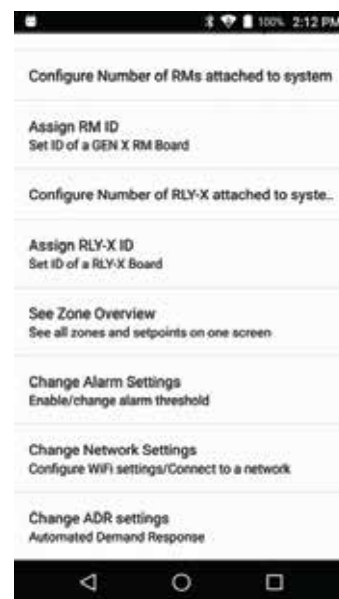 100% 2:12 PM
Configure Number of RMs attached to system
Assign RM ID
Set ID of a GEN X RM Board
Configure Number of RLY-X attached to syste..
Assign RLY-X ID
Set ID of a RLY-X Board
See Zone Overview
See all zones and setpoints on one screen
Change Alarm Settings
Enable/change alarm threshold
Change Network Settings
Configure WiFi settings/Connect to a network
Change ADR settings
Automated Demand Response